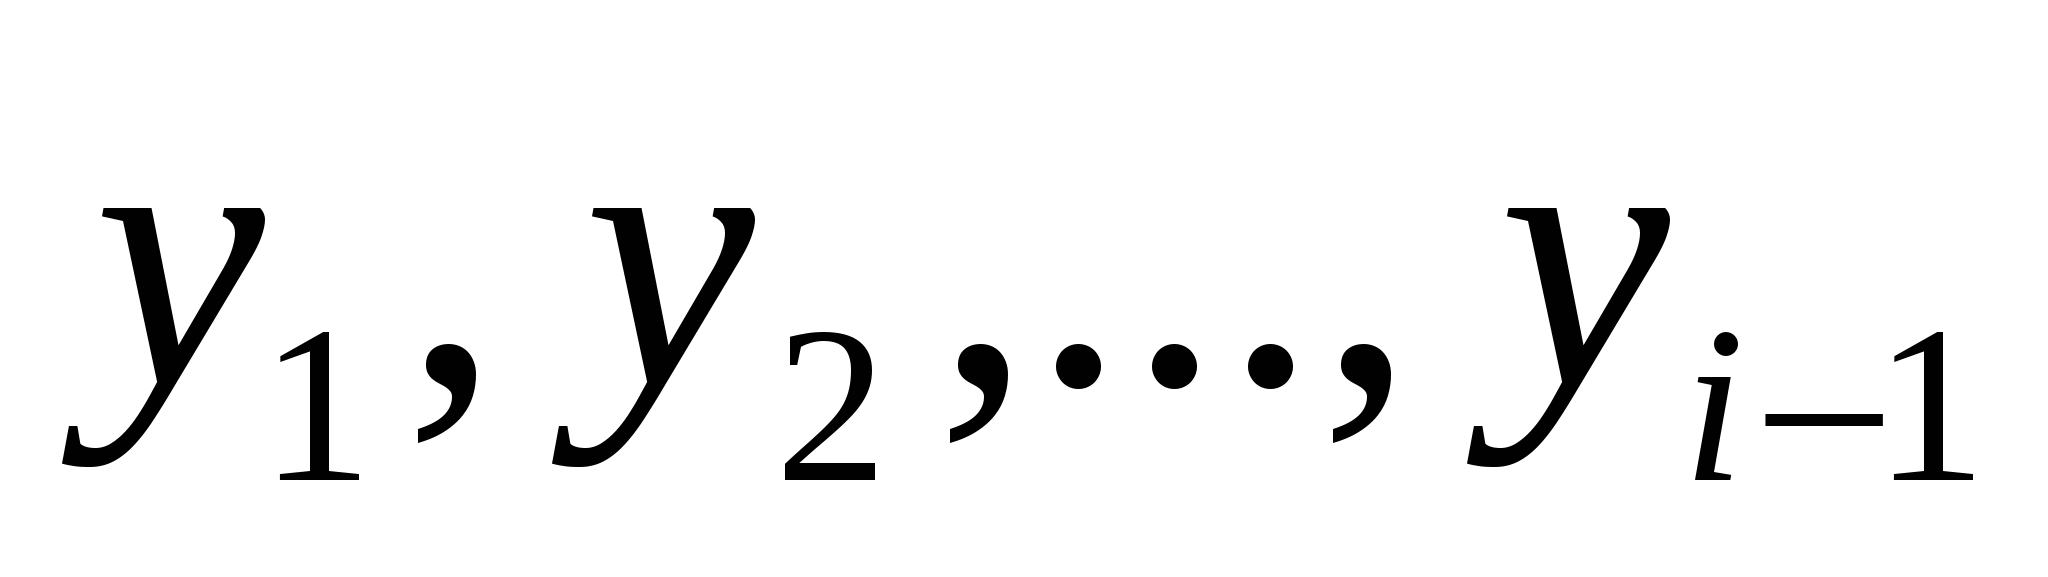 y₁, y₂,..., yᵢ₋₁